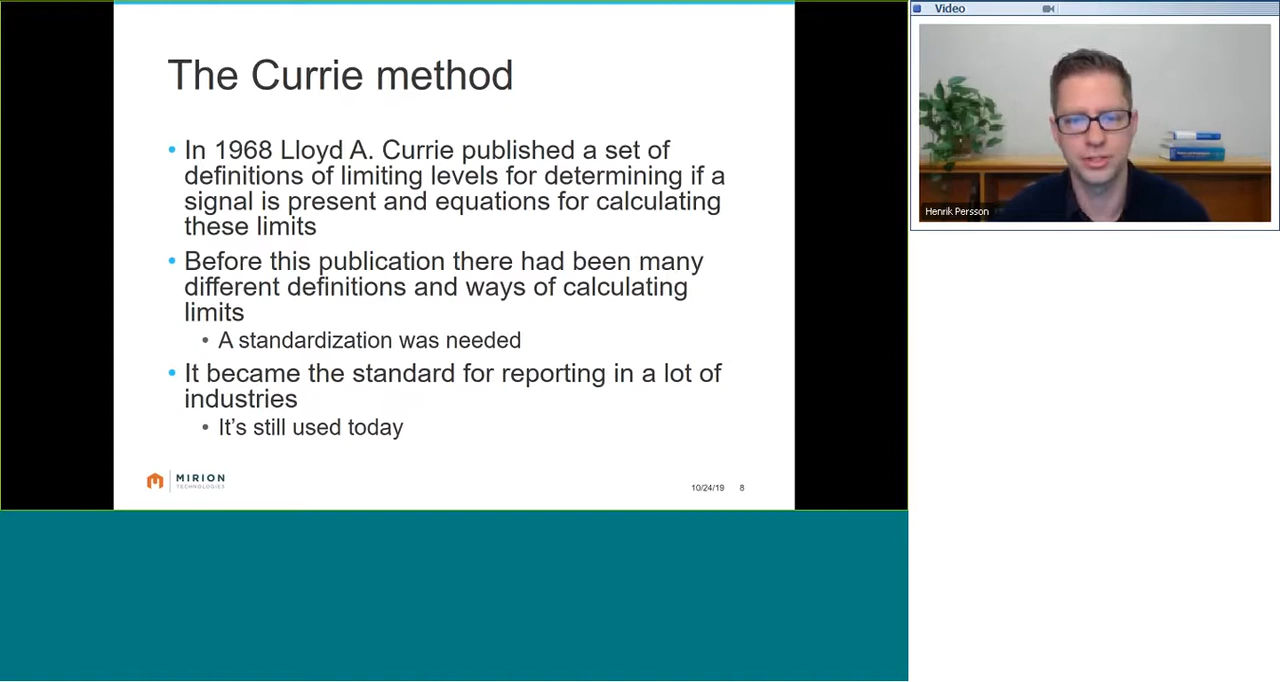 The Currie method
• In 1968 Lloyd A. Currie published a set of
definitions of limiting levels for determining if a
signal is present and equations for calculating
these limits
• Before this publication there had been many
different definitions and ways of calculating
limits
• A standardization was needed
• It became the standard for reporting in a lot of
industries
• It's still used today
MIRION
TECHNOLOGIES
10/24/19 8
Video
Henrik Persson